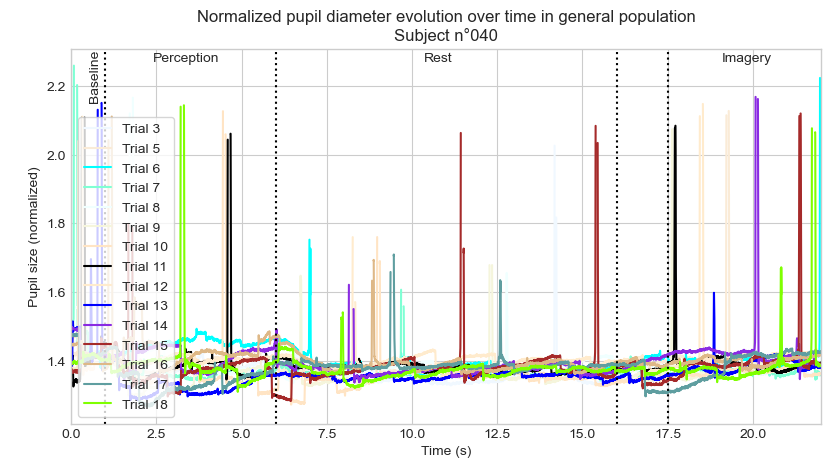 Normalized pupil diameter evolution over time in general population
Subject n°040
Baseline
Perception
Rest
Imagery
Pupil size (normalized)
2.2
2.0
1.8
1.6
1.4
Trial 3
Trial 5
Trial 6
Trial 7
Trial 8
Trial 9
Trial 10
Trial 11
Trial 12
Trial 13
Trial 14
Trial 15
Trial 16
Trial 17
Trial 18
0.0
2.5
5.0
7.5
10.0
12.5
15.0
17.5
20.0
Time (s)